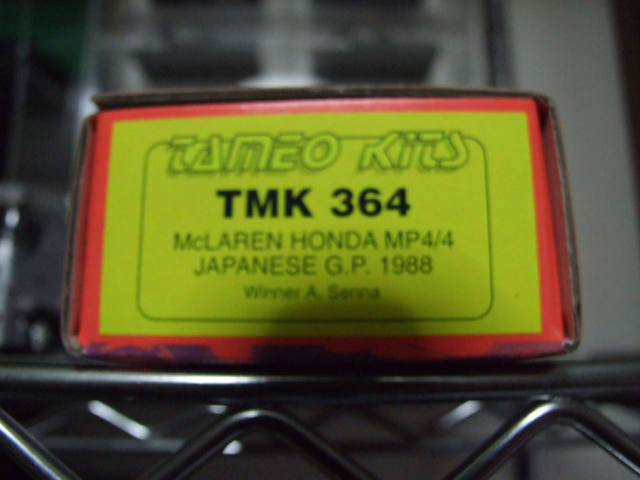 TAMEO KITS
TMK 364
McLAREN HONDA MP4/4
JAPANESE G.P. 1988
Winner A. Senna